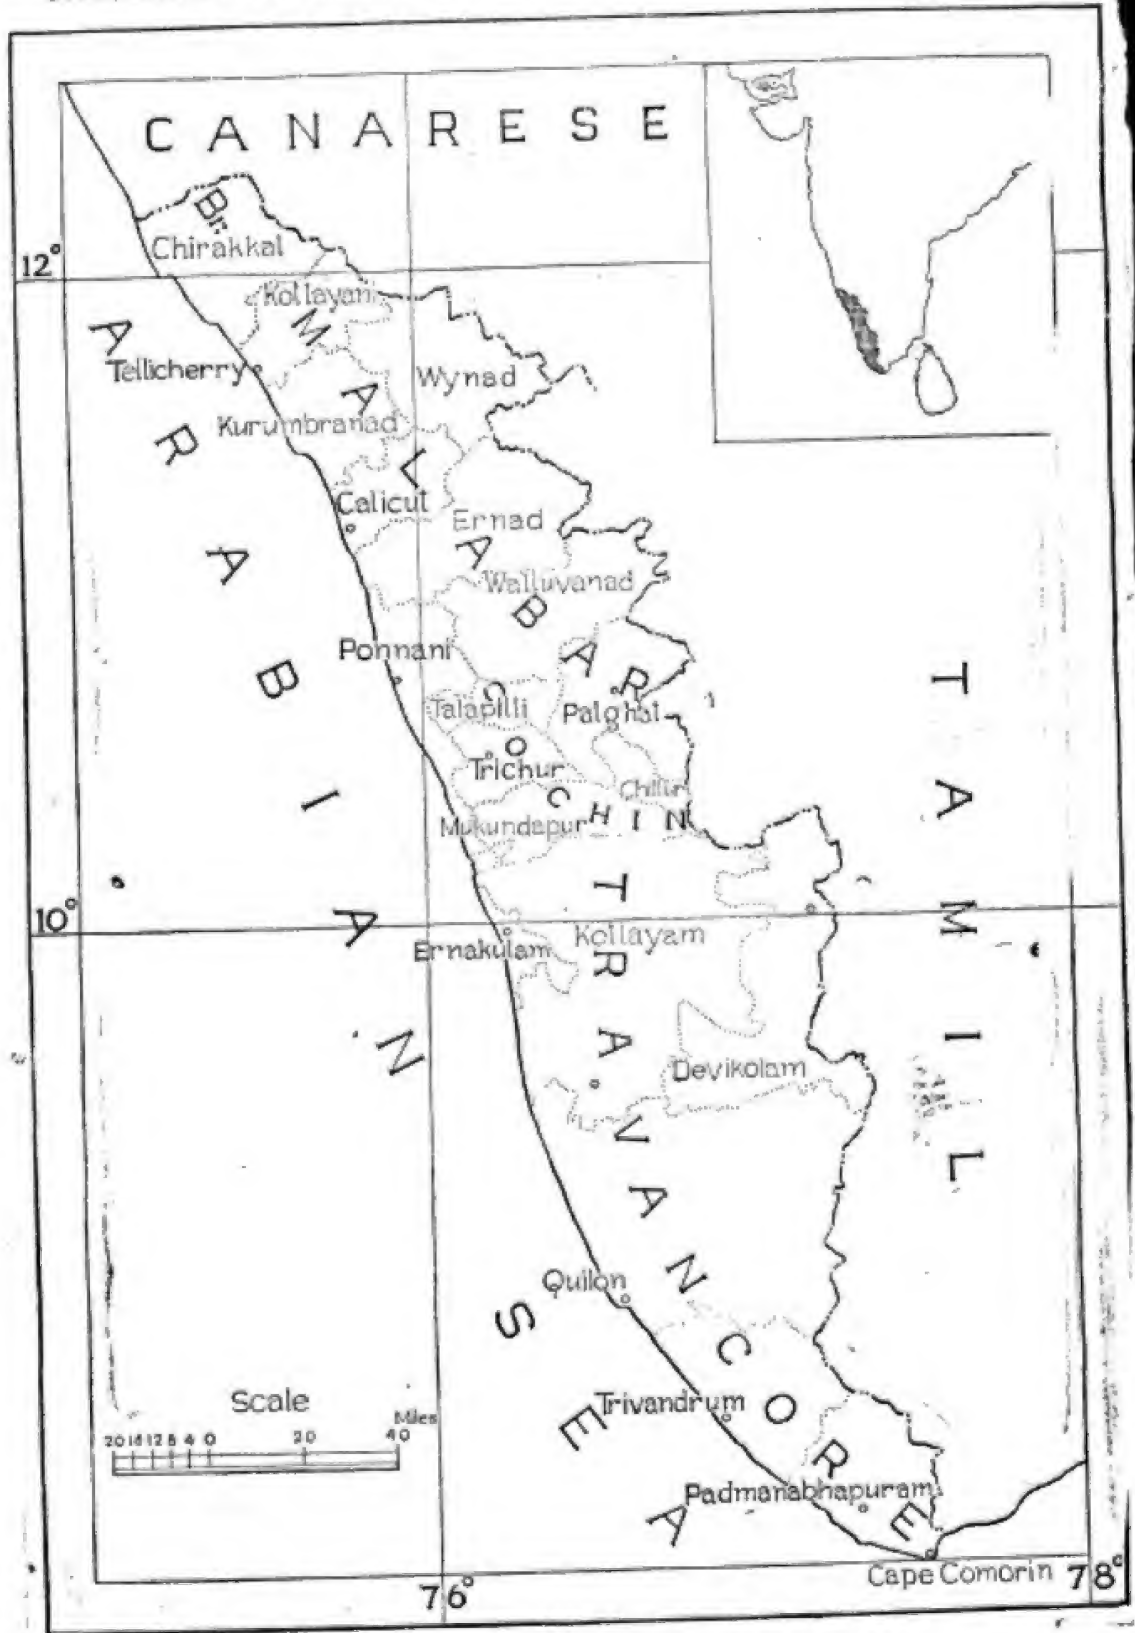 CANARESE
Br. MALABAR
Chirakkal
12°
Kollayam
Tellicherry
Wynad
Kurumbranad
Calicut
Ernad
Walluvanad
Ponnani
Talapilli
Palghat
Trichur
Chittur
COCHIN
Mukundapur
10°
Ernakulam
Kollayam
Devikolam
TRAVANCORE
ARABIAN SEA
TAMIL
Quilon
Scale
Miles
20 16 12 8 4 0 20 40
Trivandrum
Padmanabhapuram
Cape Comorin
76°
78°